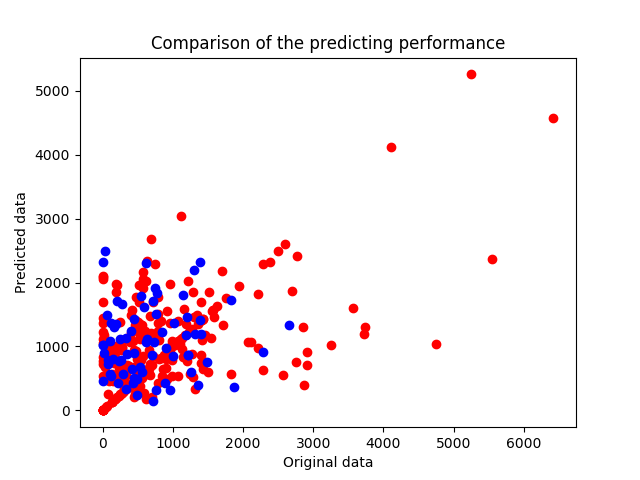 Comparison of the predicting performance
5000
4000
3000
2000
1000
0
Predicted data
0 1000 2000 3000 4000 5000 6000
Original data